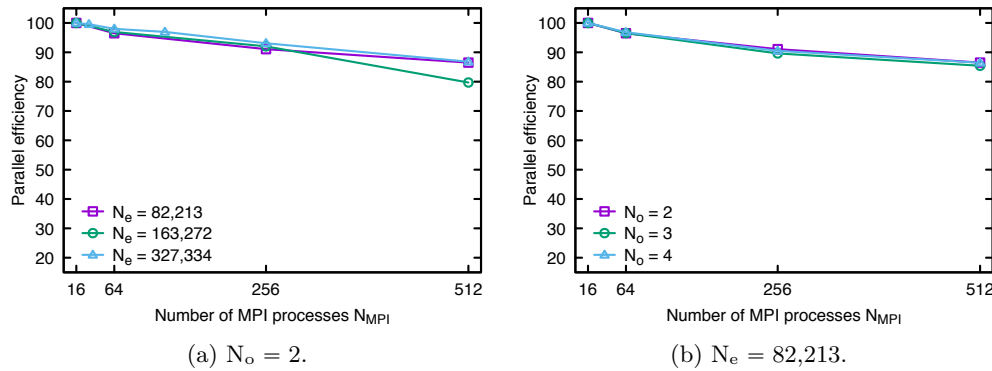 100
90
80
70
60
50
40
30
20
Parallel efficiency
N_e = 82,213
N_e = 163,272
N_e = 327,334
16 64 256 512
Number of MPI processes N_MPI
(a) N_o = 2.
100
90
80
70
60
50
40
30
20
Parallel efficiency
N_o = 2
N_o = 3
N_o = 4
16 64 256 512
Number of MPI processes N_MPI
(b) N_e = 82,213.